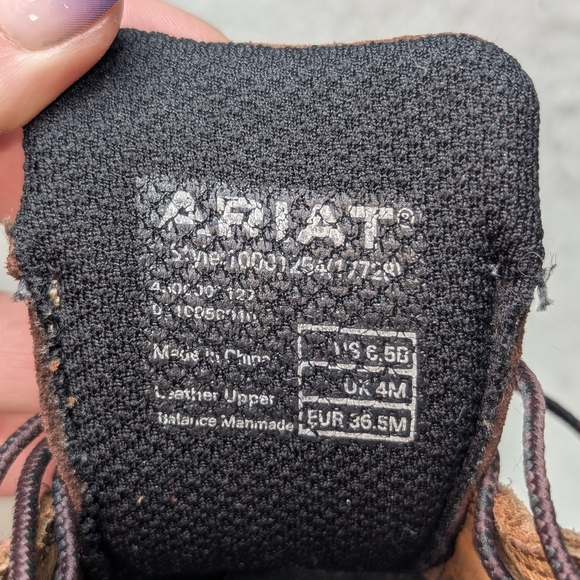 ARIAT®
Made in China
Leather Upper
Balance Manmade
US 6.5B
UK 4M
EUR 36.5M